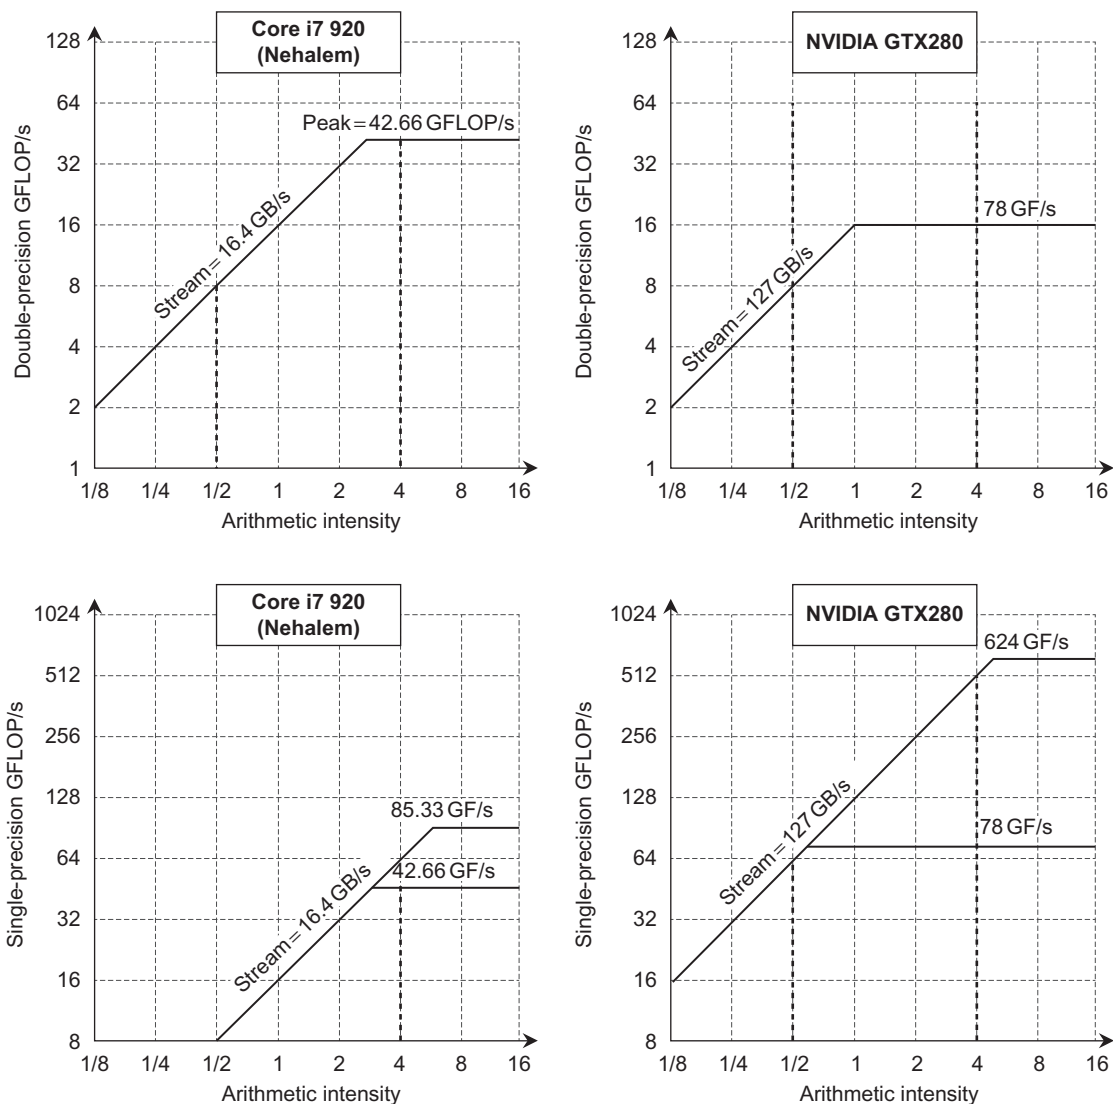 Core i7 920
(Nehalem)
Double-precision GFLOP/s
128
64
32
16
8
4
2
1
Peak = 42.66 GFLOP/s
Stream = 16.4 GB/s
1/8 1/4 1/2 1 2 4 8 16
Arithmetic intensity
NVIDIA GTX280
Double-precision GFLOP/s
128
64
32
16
8
4
2
1
78 GF/s
Stream = 127 GB/s
1/8 1/4 1/2 1 2 4 8 16
Arithmetic intensity
Core i7 920
(Nehalem)
Single-precision GFLOP/s
1024
512
256
128
64
32
16
8
85.33 GF/s
42.66 GF/s
Stream = 16.4 GB/s
1/8 1/4 1/2 1 2 4 8 16
Arithmetic intensity
NVIDIA GTX280
Single-precision GFLOP/s
1024
512
256
128
64
32
16
8
624 GF/s
78 GF/s
Stream = 127 GB/s
1/8 1/4 1/2 1 2 4 8 16
Arithmetic intensity